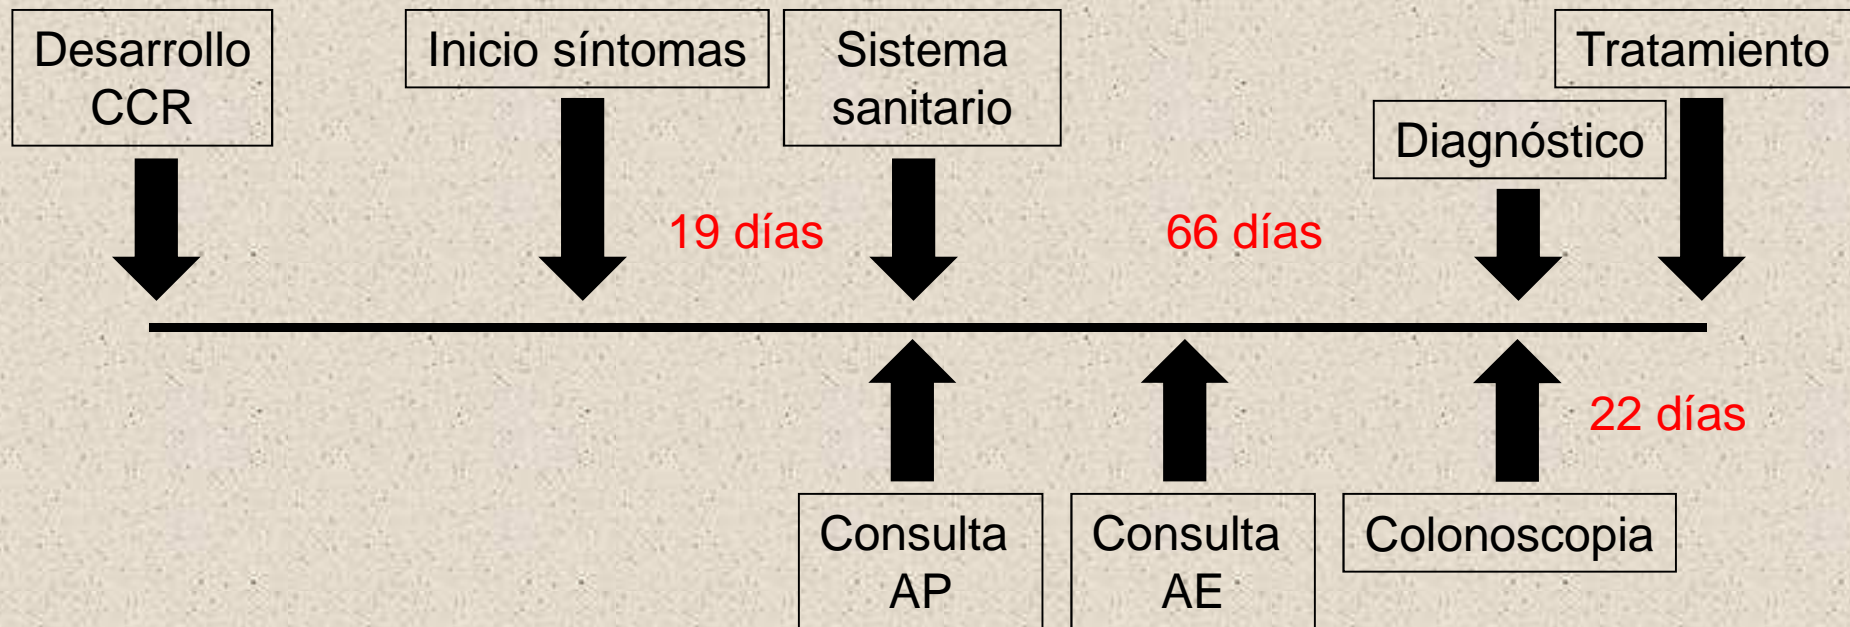 Desarrollo
CCR
Inicio síntomas
Sistema
sanitario
Tratamiento
Diagnóstico
19 días
66 días
22 días
Consulta
AP
Consulta
AE
Colonoscopia